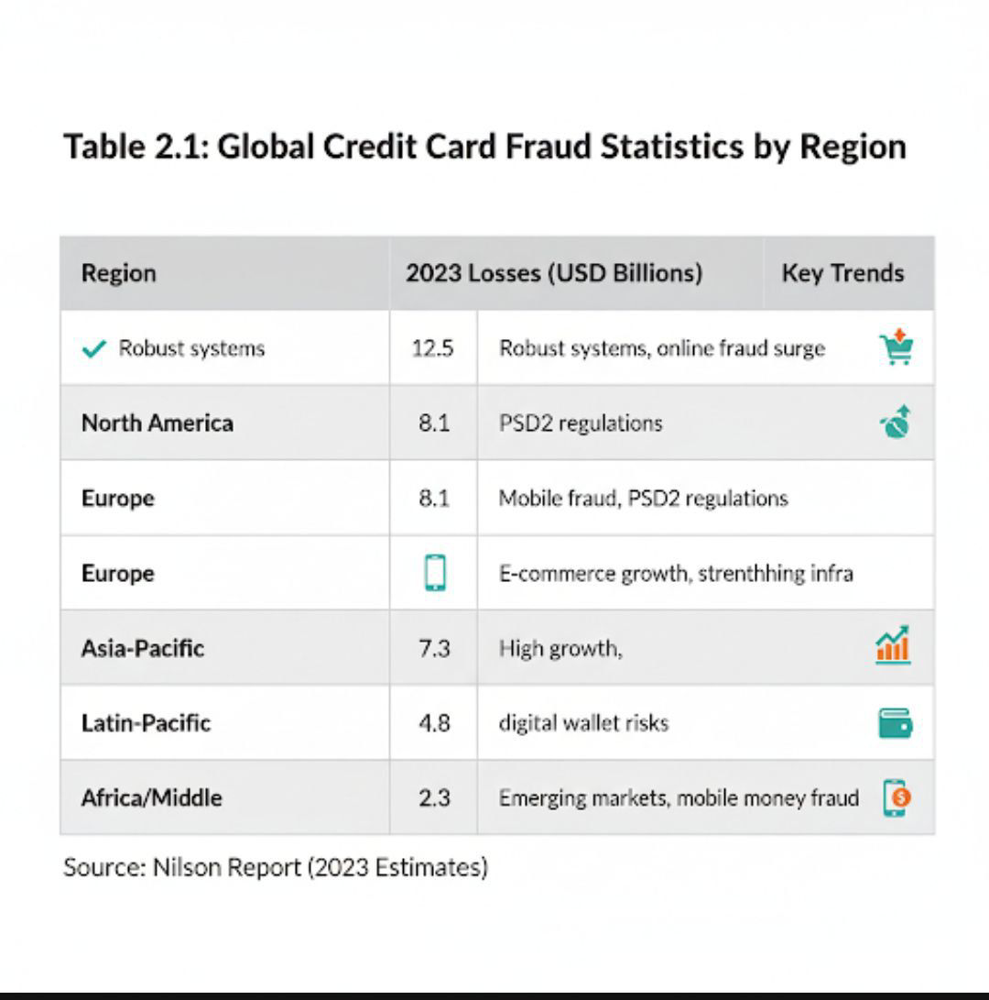 Table 2.1: Global Credit Card Fraud Statistics by Region
Region 2023 Losses (USD Billions) Key Trends
Robust systems 12.5 Robust systems, online fraud surge
North America 8.1 PSD2 regulations
Europe 8.1 Mobile fraud, PSD2 regulations
Europe E-commerce growth, strenthhing infra
Asia-Pacific 7.3 High growth,
Latin-Pacific 4.8 digital wallet risks
Africa/Middle 2.3 Emerging markets, mobile money fraud
Source: Nilson Report (2023 Estimates)